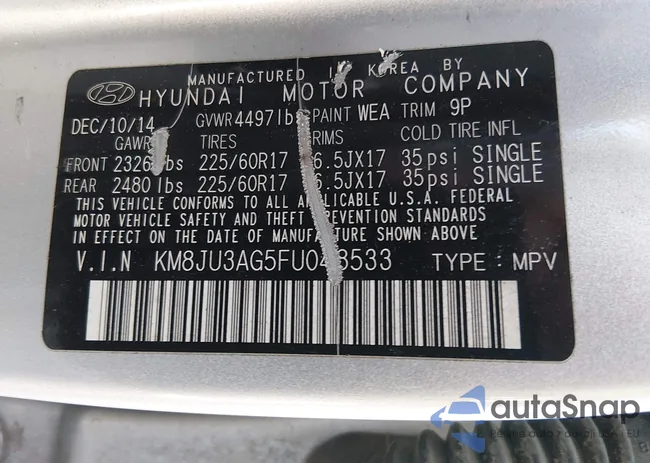 MANUFACTURED IN KOREA BY
HYUNDAI MOTOR COMPANY
DEC/10/14 GVWR 4497lbs PAINT WEA TRIM 9P
GAWR TIRES RIMS COLD TIRE INFL
FRONT 2326lbs 225/60R17 6.5JX17 35psi SINGLE
REAR 2480lbs 225/60R17 6.5JX17 35psi SINGLE
THIS VEHICLE CONFORMS TO ALL APPLICABLE U.S.A. FEDERAL
MOTOR VEHICLE SAFETY AND THEFT PREVENTION STANDARDS
IN EFFECT ON THE DATE OF MANUFACTURE SHOWN ABOVE.
V.I.N KM8JU3AG5FU048533 TYPE : MPV
autoSnap